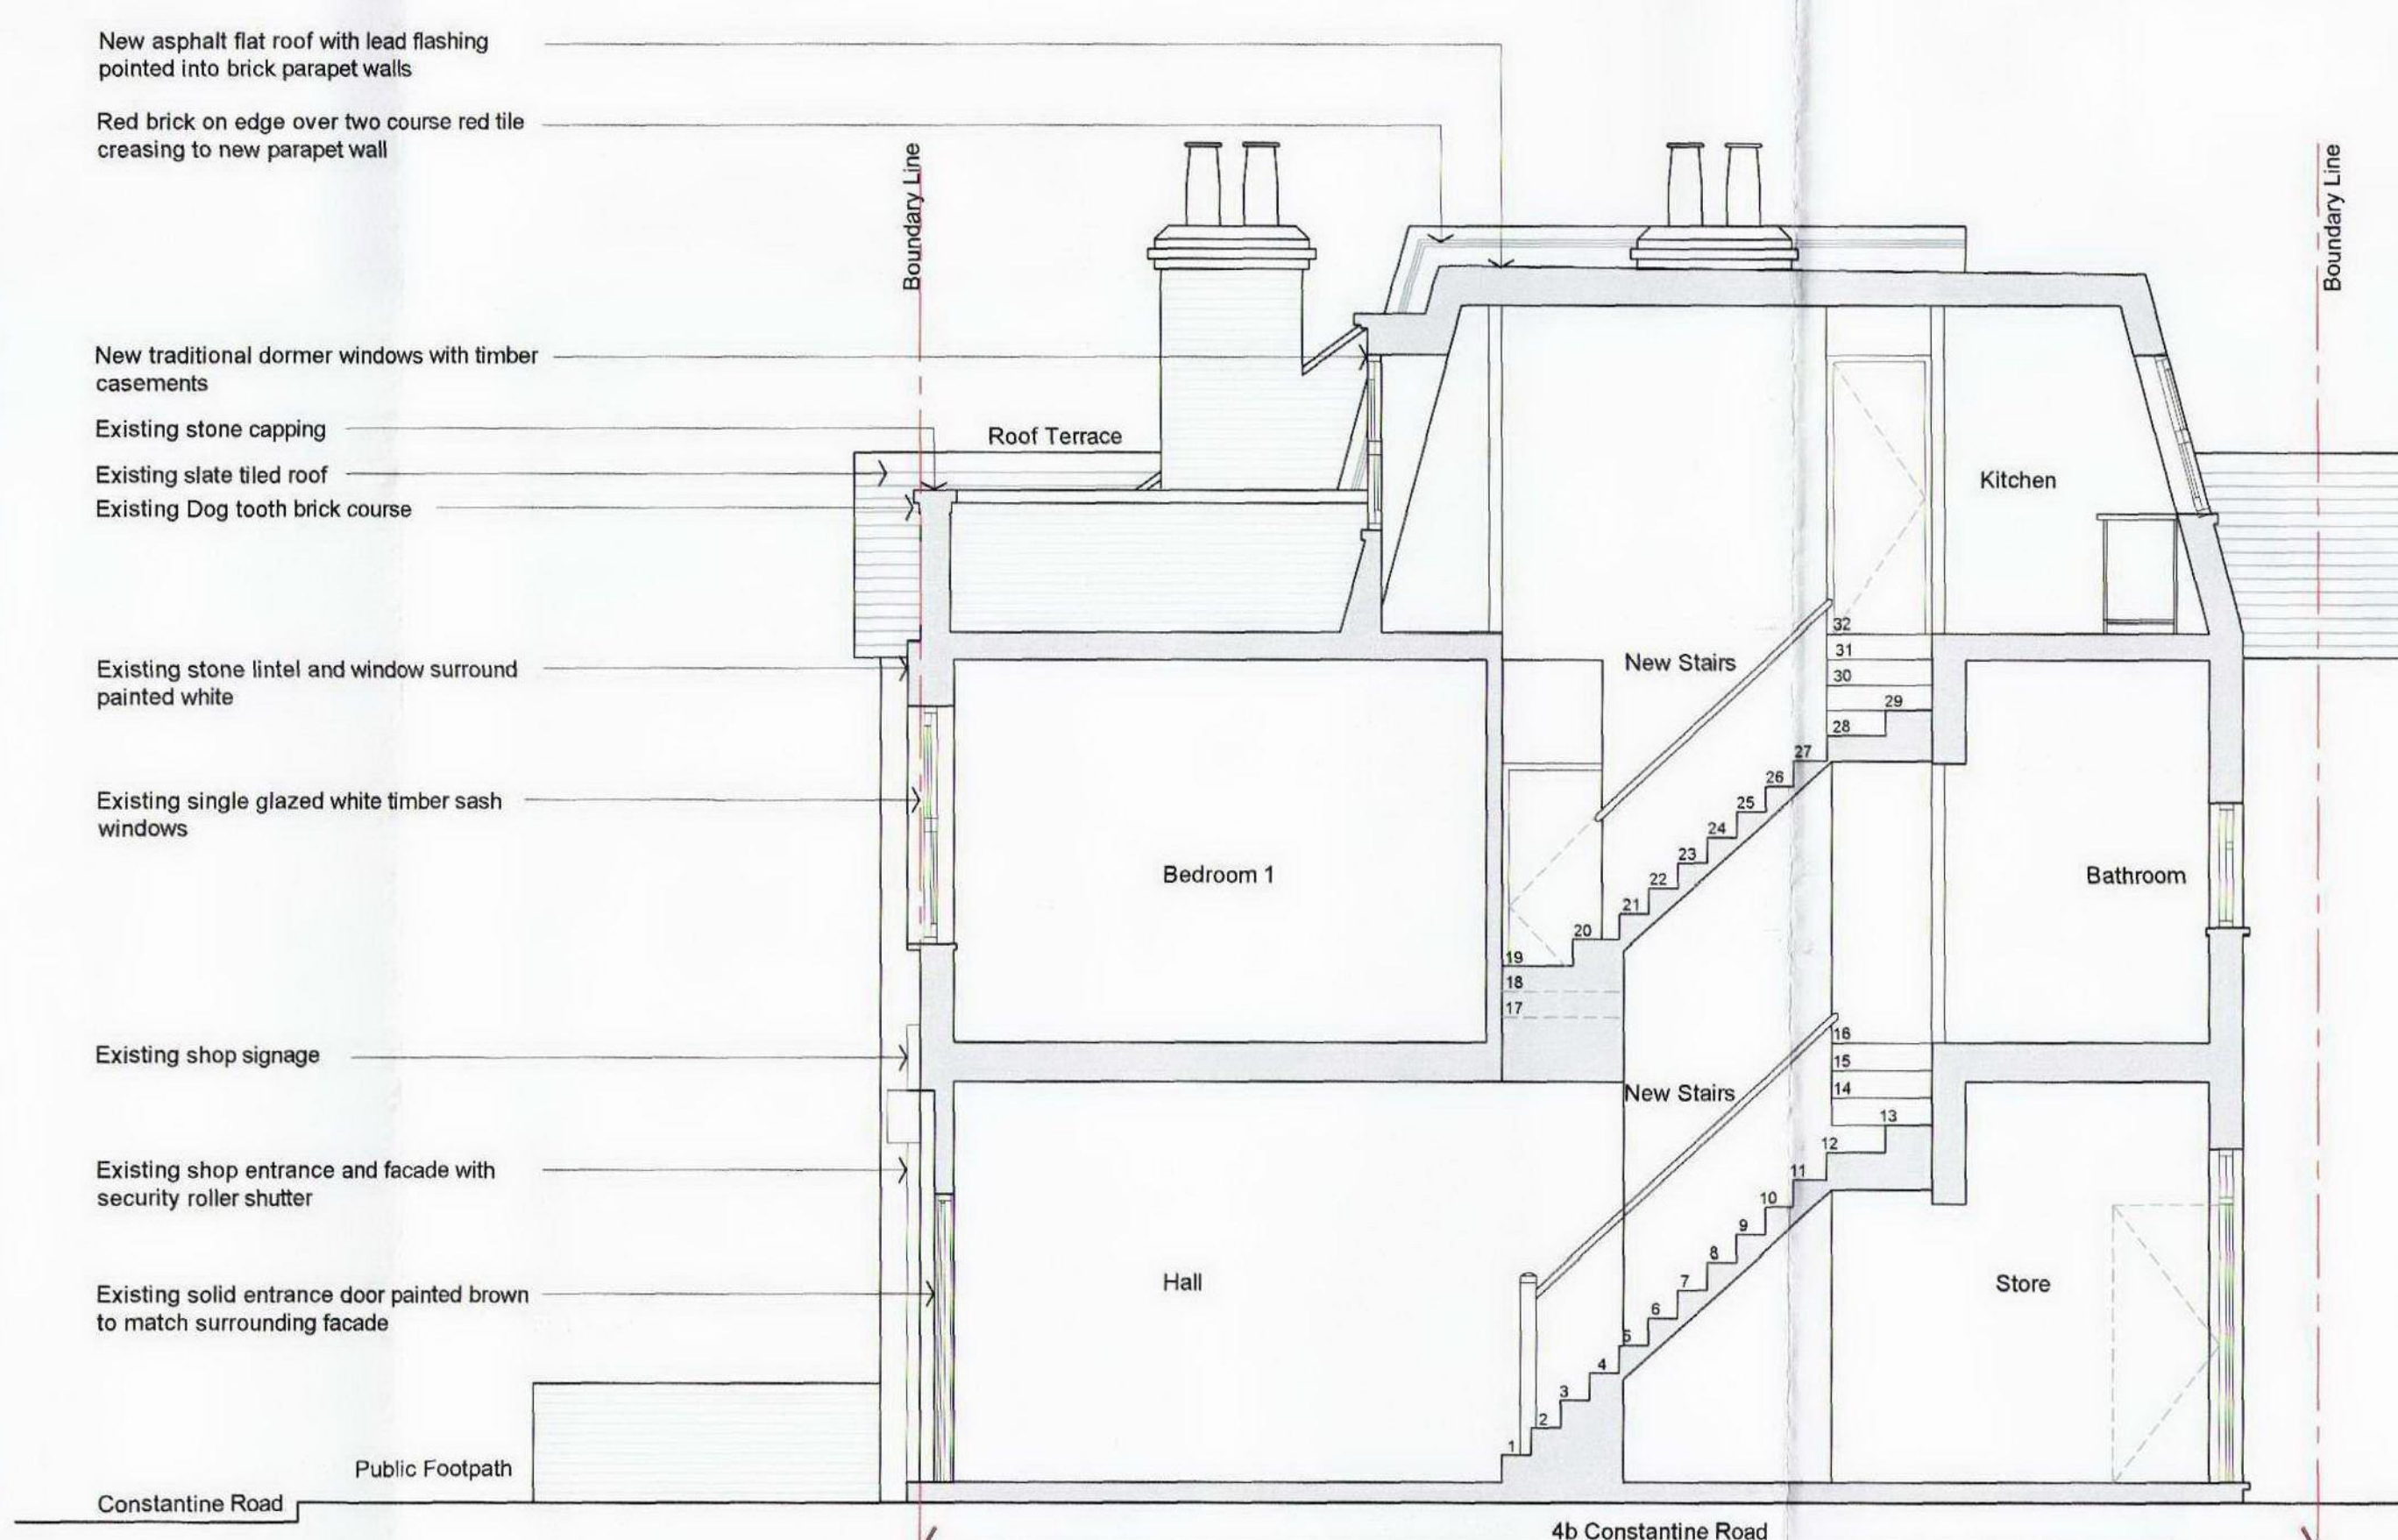 New asphalt flat roof with lead flashing
pointed into brick parapet walls
Red brick on edge over two course red tile
creasing to new parapet wall
Boundary Line
Boundary Line
New traditional dormer windows with timber
casements
Existing stone capping
Roof Terrace
Existing slate tiled roof
Kitchen
Existing Dog tooth brick course
Existing stone lintel and window surround
painted white
New Stairs
32
31
30
29
28
27
26
25
24
23
22
21
20
19
18
17
Existing single glazed white timber sash
windows
Bedroom 1
Bathroom
Existing shop signage
New Stairs
16
15
14
13
12
11
10
9
8
7
6
5
4
3
2
1
Existing shop entrance and facade with
security roller shutter
Hall
Store
Existing solid entrance door painted brown
to match surrounding facade
Public Footpath
Constantine Road
4b Constantine Road